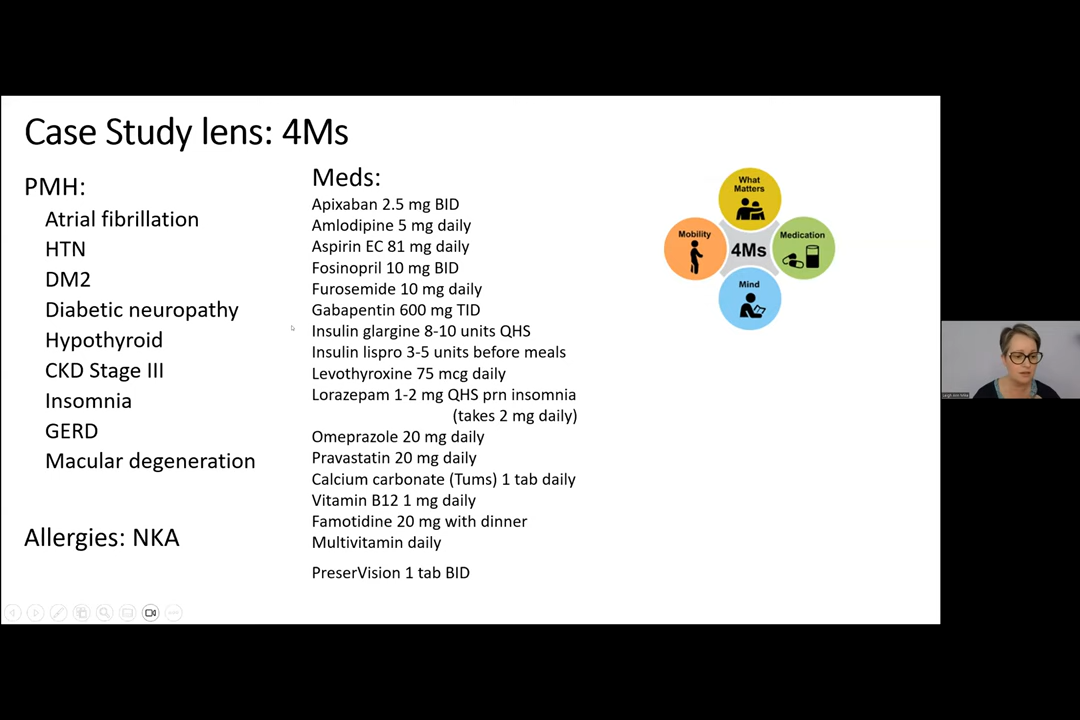 Case Study lens: 4Ms
PMH:
Atrial fibrillation
HTN
DM2
Diabetic neuropathy
Hypothyroid
CKD Stage III
Insomnia
GERD
Macular degeneration
Allergies: NKA
Meds:
Apixaban 2.5 mg BID
Amlodipine 5 mg daily
Aspirin EC 81 mg daily
Fosinopril 10 mg BID
Furosemide 10 mg daily
Gabapentin 600 mg TID
Insulin glargine 8-10 units QHS
Insulin lispro 3-5 units before meals
Levothyroxine 75 mcg daily
Lorazepam 1-2 mg QHS prn insomnia
(takes 2 mg daily)
Omeprazole 20 mg daily
Pravastatin 20 mg daily
Calcium carbonate (Tums) 1 tab daily
Vitamin B12 1 mg daily
Famotidine 20 mg with dinner
Multivitamin daily
PreserVision 1 tab BID
What
Matters
Mobility
4Ms
Medication
Mind